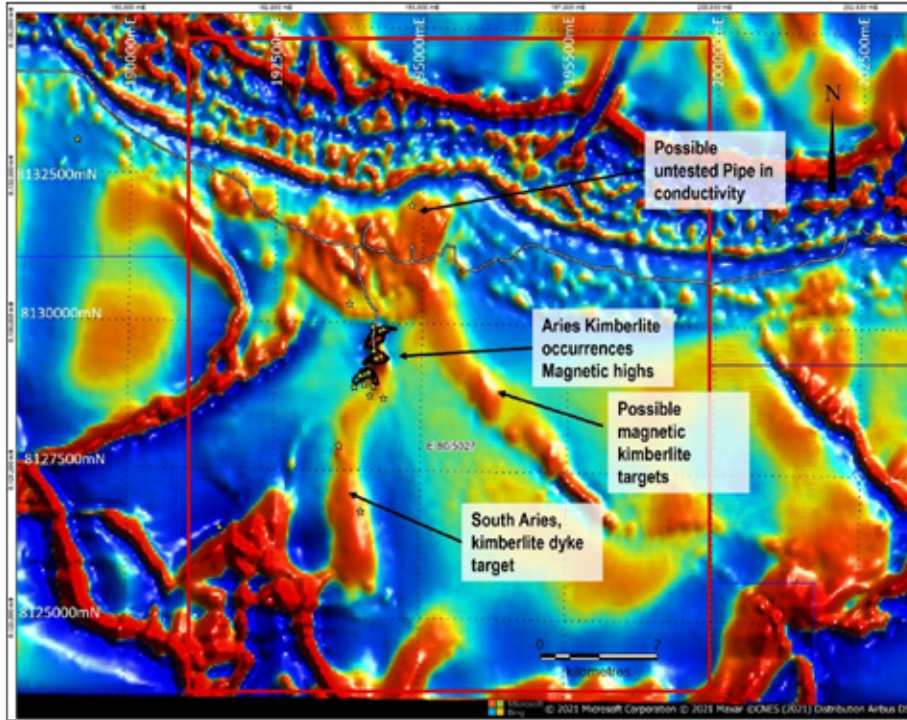 190000mE
192500mE
195000mE
197500mE
200000mE
202500mE
N
Possible
untested Pipe in
conductivity
8132500mN
8130000mN
Aries Kimberlite
occurrences
Magnetic highs
Possible
magnetic
kimberlite
targets
E 80/5027
8127500mN
South Aries,
kimberlite dyke
target
8125000mN
0 2
kilometres
Microsoft
Bing
© 2021 Microsoft Corporation © 2021 Maxar ©CNES (2021) Distribution Airbus DS